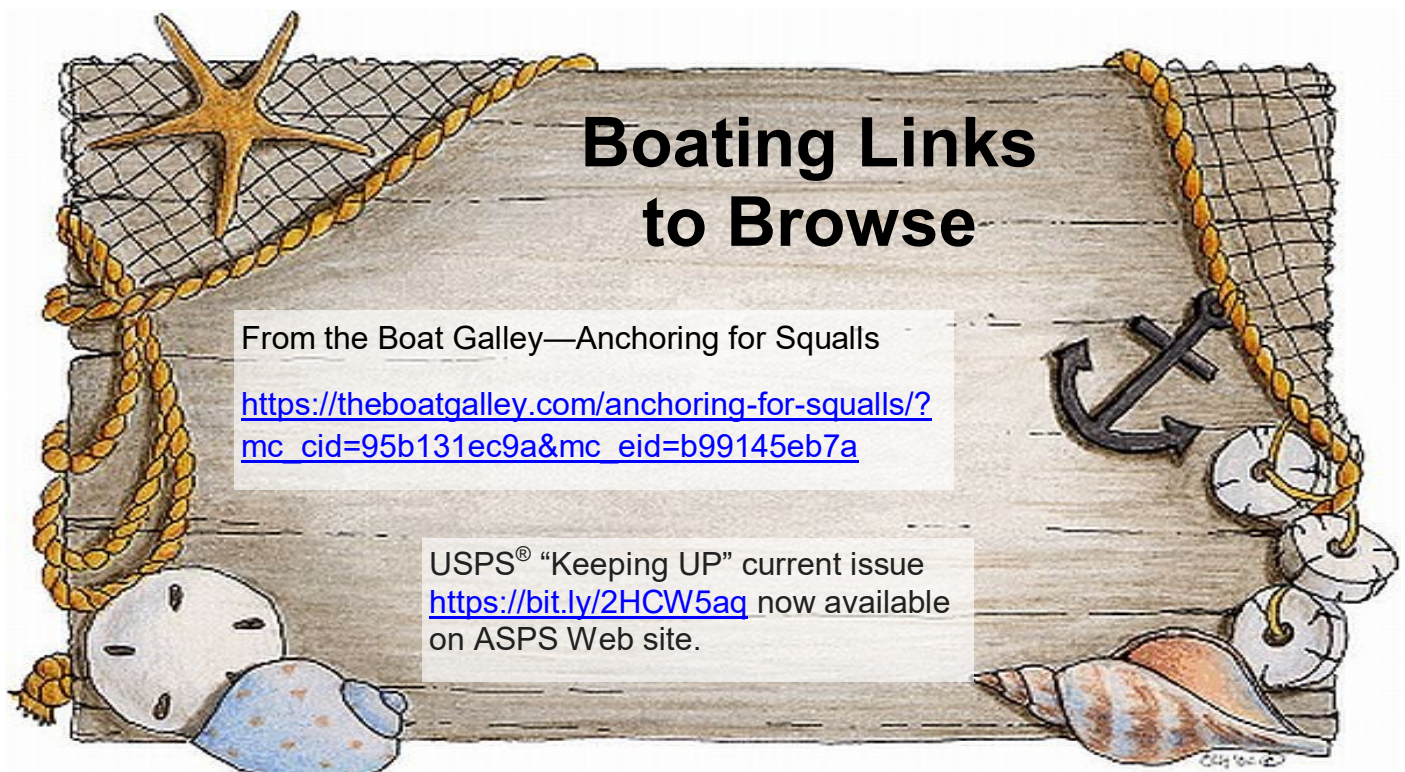 Boating Links
to Browse
From the Boat Galley—Anchoring for Squalls
https://theboatgalley.com/anchoring-for-squalls/?
mc_cid=95b131ec9a&mc_eid=b99145eb7a
USPS® “Keeping UP” current issue
https://bit.ly/2HCW5aq now available
on ASPS Web site.